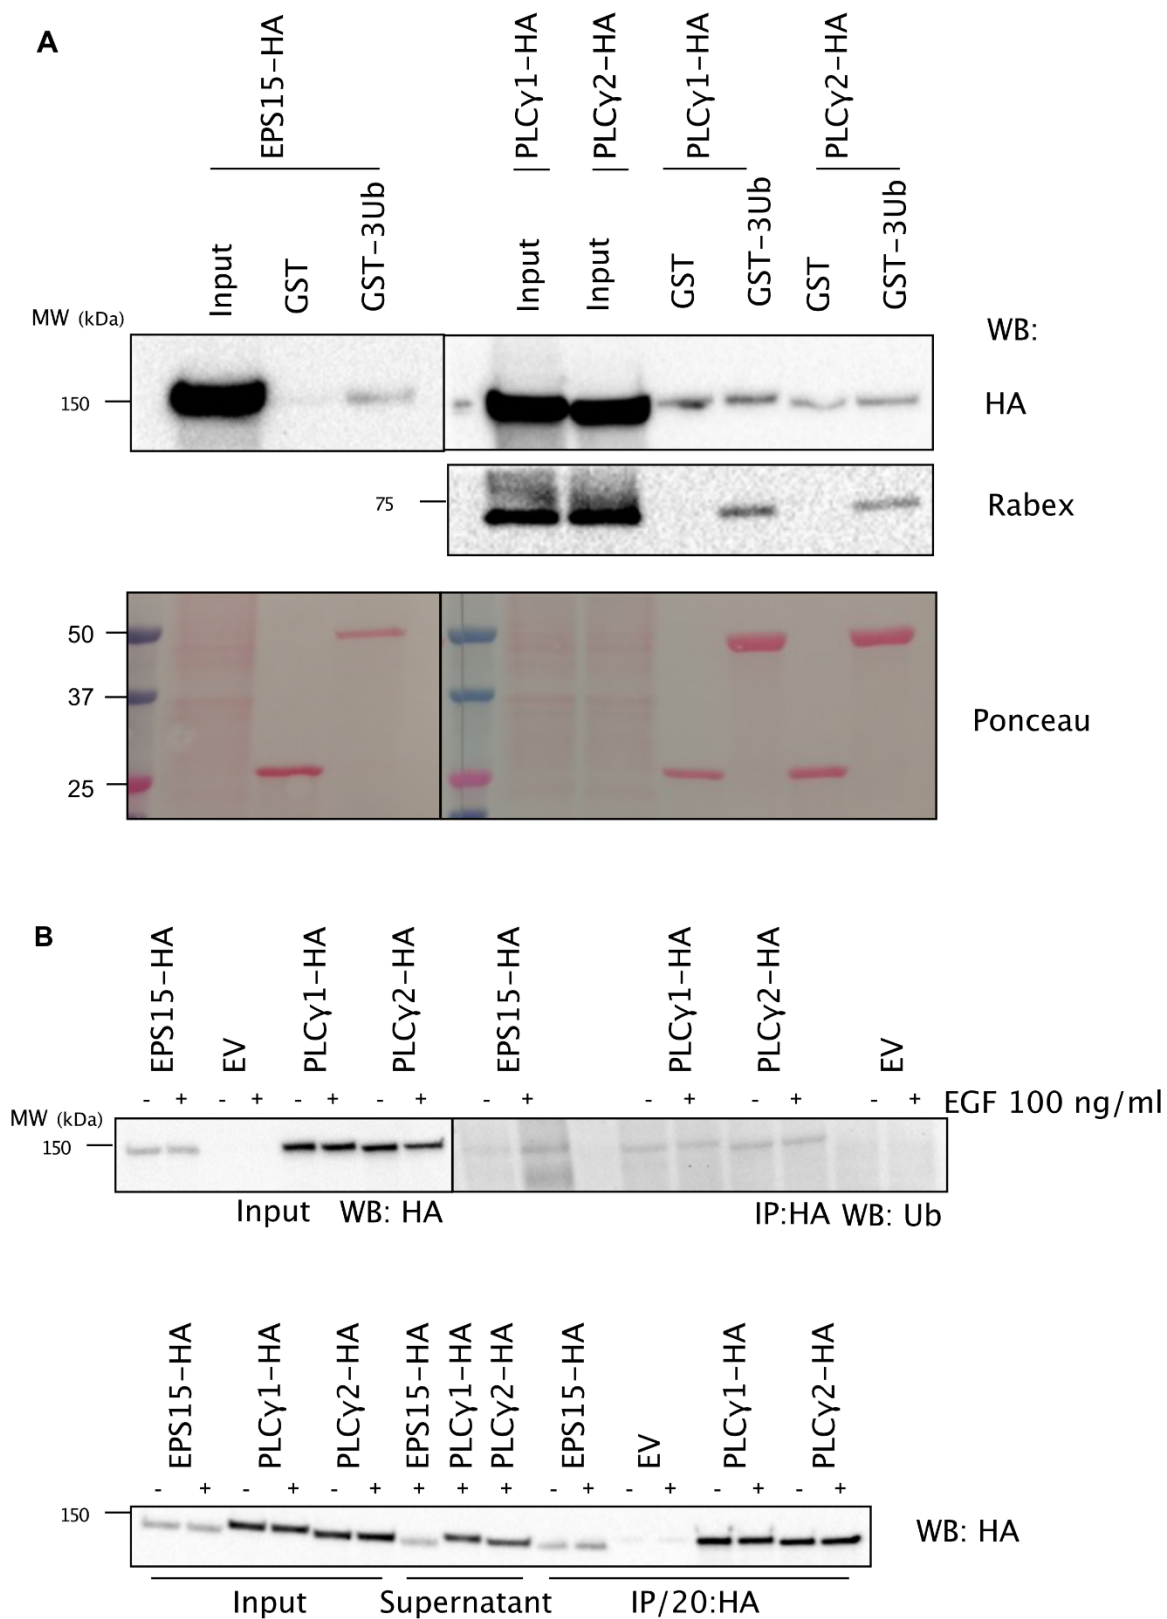 A
EPS15-HA
PLCγ1-HA
PLCγ2-HA
PLCγ1-HA
PLCγ2-HA
Input
GST
GST-3Ub
Input
Input
GST
GST-3Ub
GST
GST-3Ub
MW (kDa)
WB:
150
HA
75
Rabex
50
37
25
Ponceau
B
EPS15-HA
EV
PLCγ1-HA
PLCγ2-HA
EPS15-HA
PLCγ1-HA
PLCγ2-HA
EV
- + - + - + - + - + - + - + - + EGF 100 ng/ml
MW (kDa)
150
Input WB: HA
IP:HA WB: Ub
EPS15-HA
PLCγ1-HA
PLCγ2-HA
EPS15-HA
PLCγ1-HA
PLCγ2-HA
EPS15-HA
EV
PLCγ1-HA
PLCγ2-HA
- + - + - + + + + - + - + - + - +
150
WB: HA
Input Supernatant IP/20:HA